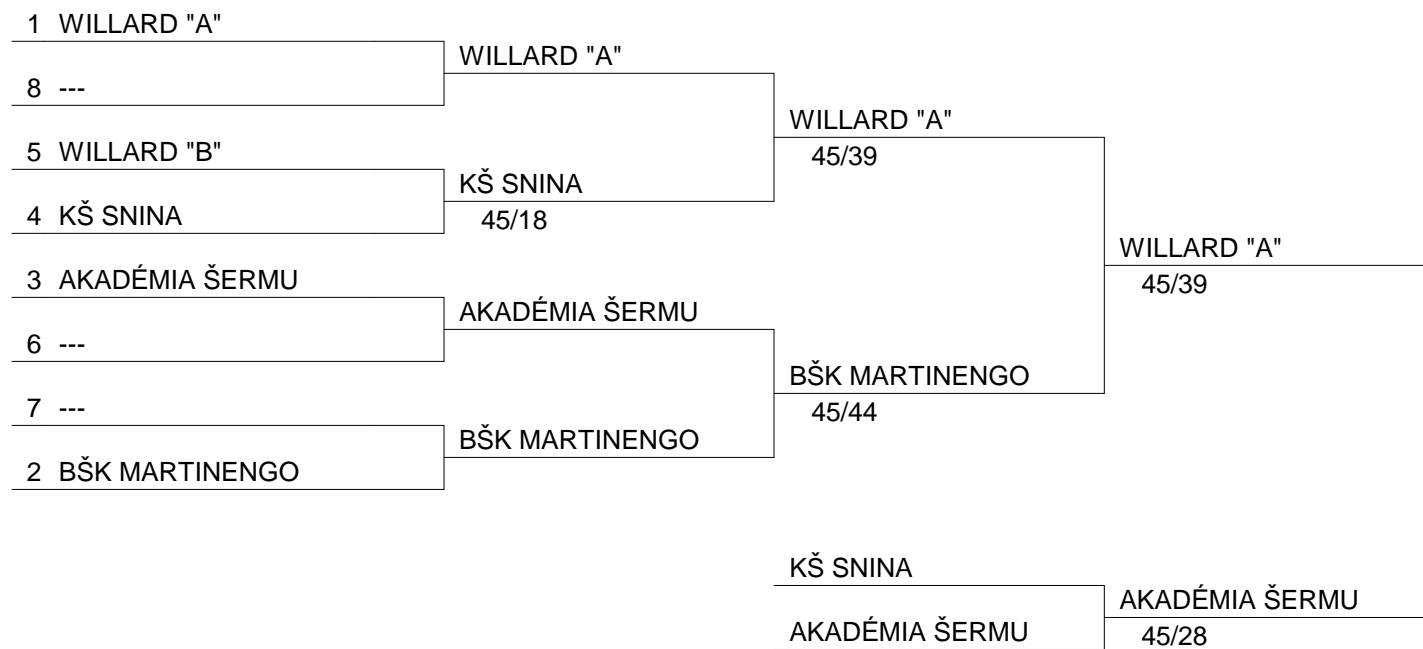 1 WILLARD "A"
8 ---
5 WILLARD "B"
4 KŠ SNINA
3 AKADÉMIA ŠERMU
6 ---
7 ---
2 BŠK MARTINENGO
WILLARD "A"
KŠ SNINA
45/18
AKADÉMIA ŠERMU
BŠK MARTINENGO
WILLARD "A"
45/39
BŠK MARTINENGO
45/44
WILLARD "A"
45/39
KŠ SNINA
AKADÉMIA ŠERMU
AKADÉMIA ŠERMU
45/28